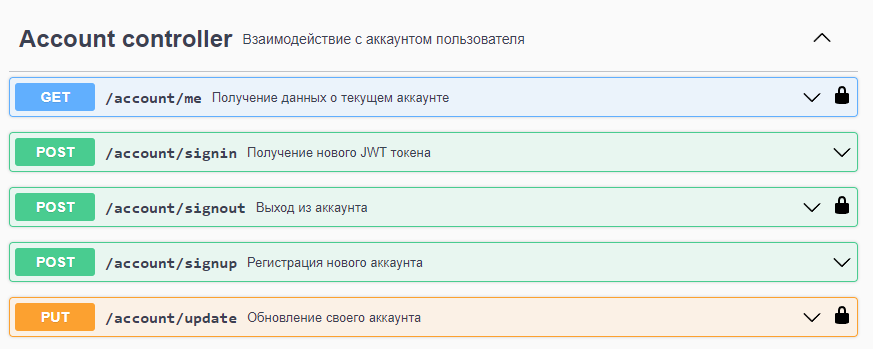 Account controller Взаимодействие с аккаунтом пользователя
GET /account/me Получение данных о текущем аккаунте
POST /account/signin Получение нового JWT токена
POST /account/signout Выход из аккаунта
POST /account/signup Регистрация нового аккаунта
PUT /account/update Обновление своего аккаунта